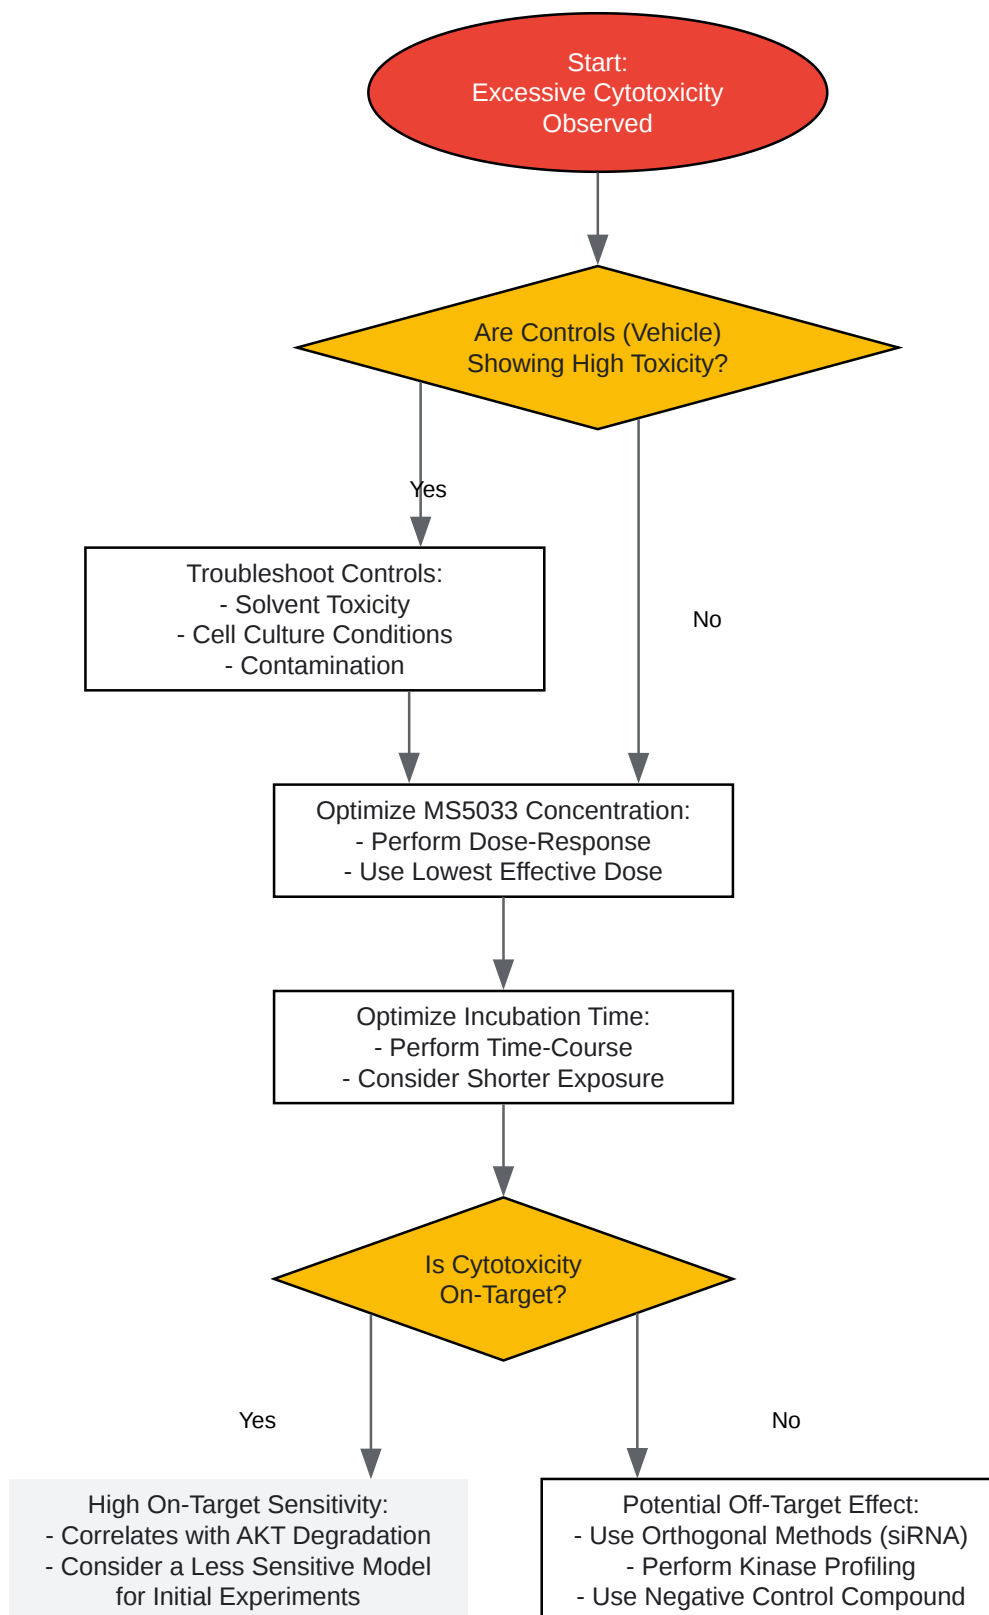 Start:
Excessive Cytotoxicity
Observed
Are Controls (Vehicle)
Showing High Toxicity?
Yes
Troubleshoot Controls:
- Solvent Toxicity
- Cell Culture Conditions
- Contamination
No
Optimize MS5033 Concentration:
- Perform Dose-Response
- Use Lowest Effective Dose
Optimize Incubation Time:
- Perform Time-Course
- Consider Shorter Exposure
Is Cytotoxicity
On-Target?
Yes
No
High On-Target Sensitivity:
- Correlates with AKT Degradation
- Consider a Less Sensitive Model
for Initial Experiments
Potential Off-Target Effect:
- Use Orthogonal Methods (siRNA)
- Perform Kinase Profiling
- Use Negative Control Compound